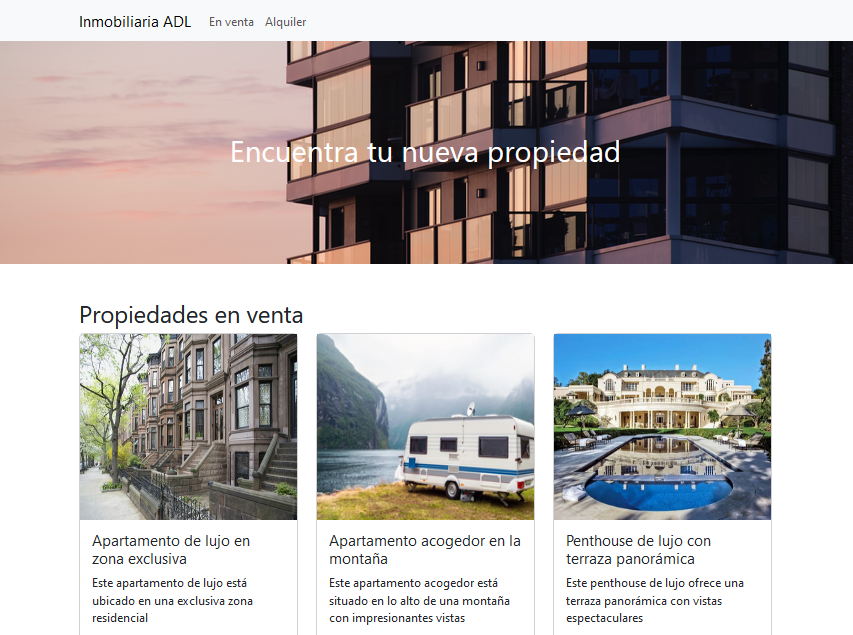 Inmobiliaria ADL En venta Alquiler
Encuentra tu nueva propiedad
Propiedades en venta
Apartamento de lujo en
zona exclusiva
Este apartamento de lujo está
ubicado en una exclusiva zona
residencial
Apartamento acogedor en la
montaña
Este apartamento acogedor está
situado en lo alto de una montaña
con impresionantes vistas
Penthouse de lujo con
terraza panorámica
Este penthouse de lujo ofrece una
terraza panorámica con vistas
espectaculares